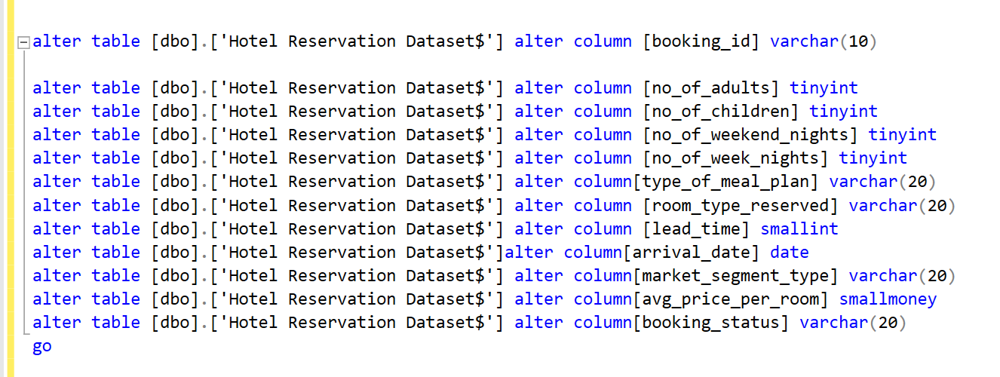 alter table [dbo].['Hotel Reservation Dataset$'] alter column [booking_id] varchar(10)
alter table [dbo].['Hotel Reservation Dataset$'] alter column [no_of_adults] tinyint
alter table [dbo].['Hotel Reservation Dataset$'] alter column [no_of_children] tinyint
alter table [dbo].['Hotel Reservation Dataset$'] alter column [no_of_weekend_nights] tinyint
alter table [dbo].['Hotel Reservation Dataset$'] alter column [no_of_week_nights] tinyint
alter table [dbo].['Hotel Reservation Dataset$'] alter column[type_of_meal_plan] varchar(20)
alter table [dbo].['Hotel Reservation Dataset$'] alter column [room_type_reserved] varchar(20)
alter table [dbo].['Hotel Reservation Dataset$'] alter column [lead_time] smallint
alter table [dbo].['Hotel Reservation Dataset$']alter column[arrival_date] date
alter table [dbo].['Hotel Reservation Dataset$'] alter column[market_segment_type] varchar(20)
alter table [dbo].['Hotel Reservation Dataset$'] alter column[avg_price_per_room] smallmoney
alter table [dbo].['Hotel Reservation Dataset$'] alter column[booking_status] varchar(20)
go